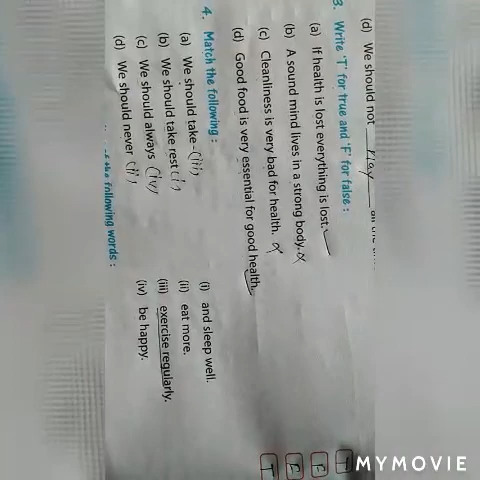 (d) We should not play
3. Write 'T' for true and 'F' for false :
(a) If health is lost everything is lost. T
(b) A sound mind lives in a strong body. F
(c) Cleanliness is very bad for health. F
(d) Good food is very essential for good health. T
4. Match the following :
(a) We should take (iii) (i) and sleep well.
(b) We should take rest (i) (ii) eat more.
(c) We should always (iv) (iii) exercise regularly.
(d) We should never (ii) (iv) be happy.
the following words :
MYMOVIE